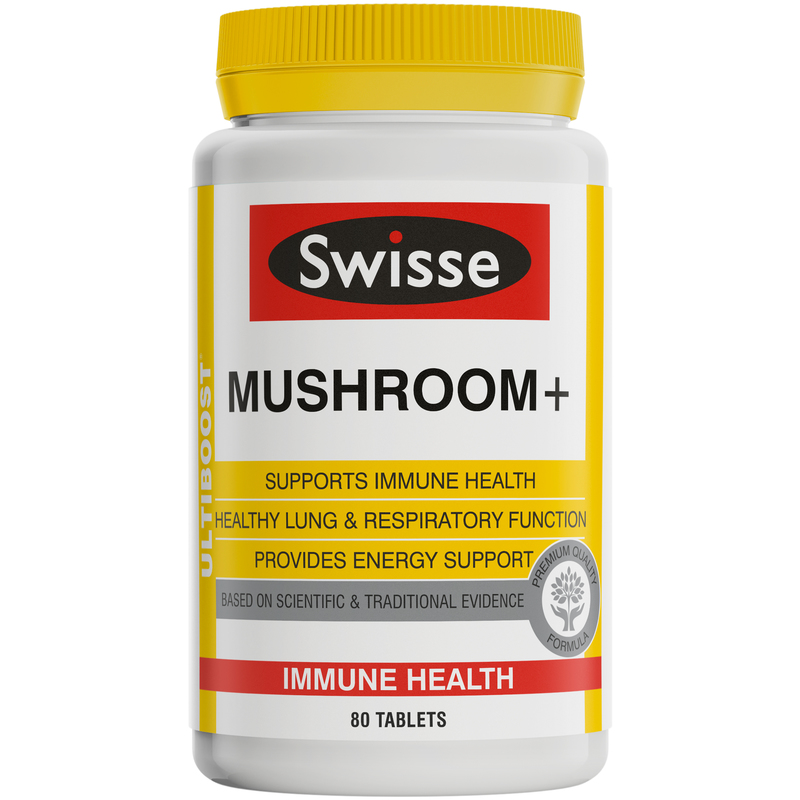 Swisse
MUSHROOM+
ULTIBOOST
SUPPORTS IMMUNE HEALTH
HEALTHY LUNG & RESPIRATORY FUNCTION
PROVIDES ENERGY SUPPORT
BASED ON SCIENTIFIC & TRADITIONAL EVIDENCE
PREMIUM QUALITY
FORMULA
IMMUNE HEALTH
80 TABLETS